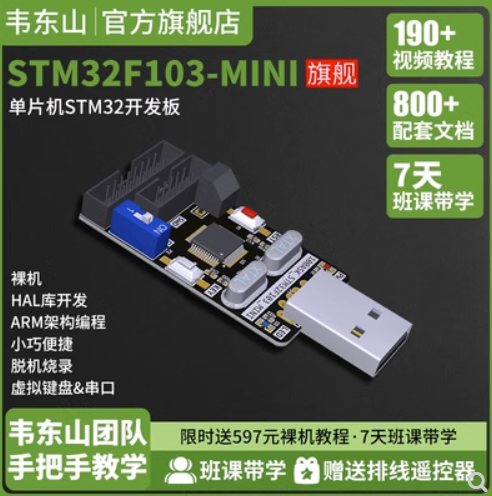 韦东山 | 官方旗舰店
190+
视频教程
STM32F103-MINI 旗舰
单片机STM32开发板
800+
配套文档
7天
班课带学
裸机
HAL库开发
ARM架构编程
小巧便捷
脱机烧录
虚拟键盘&串口
韦东山团队
手把手教学
限时送597元裸机教程·7天班课带学
班课带学
赠送排线遥控器